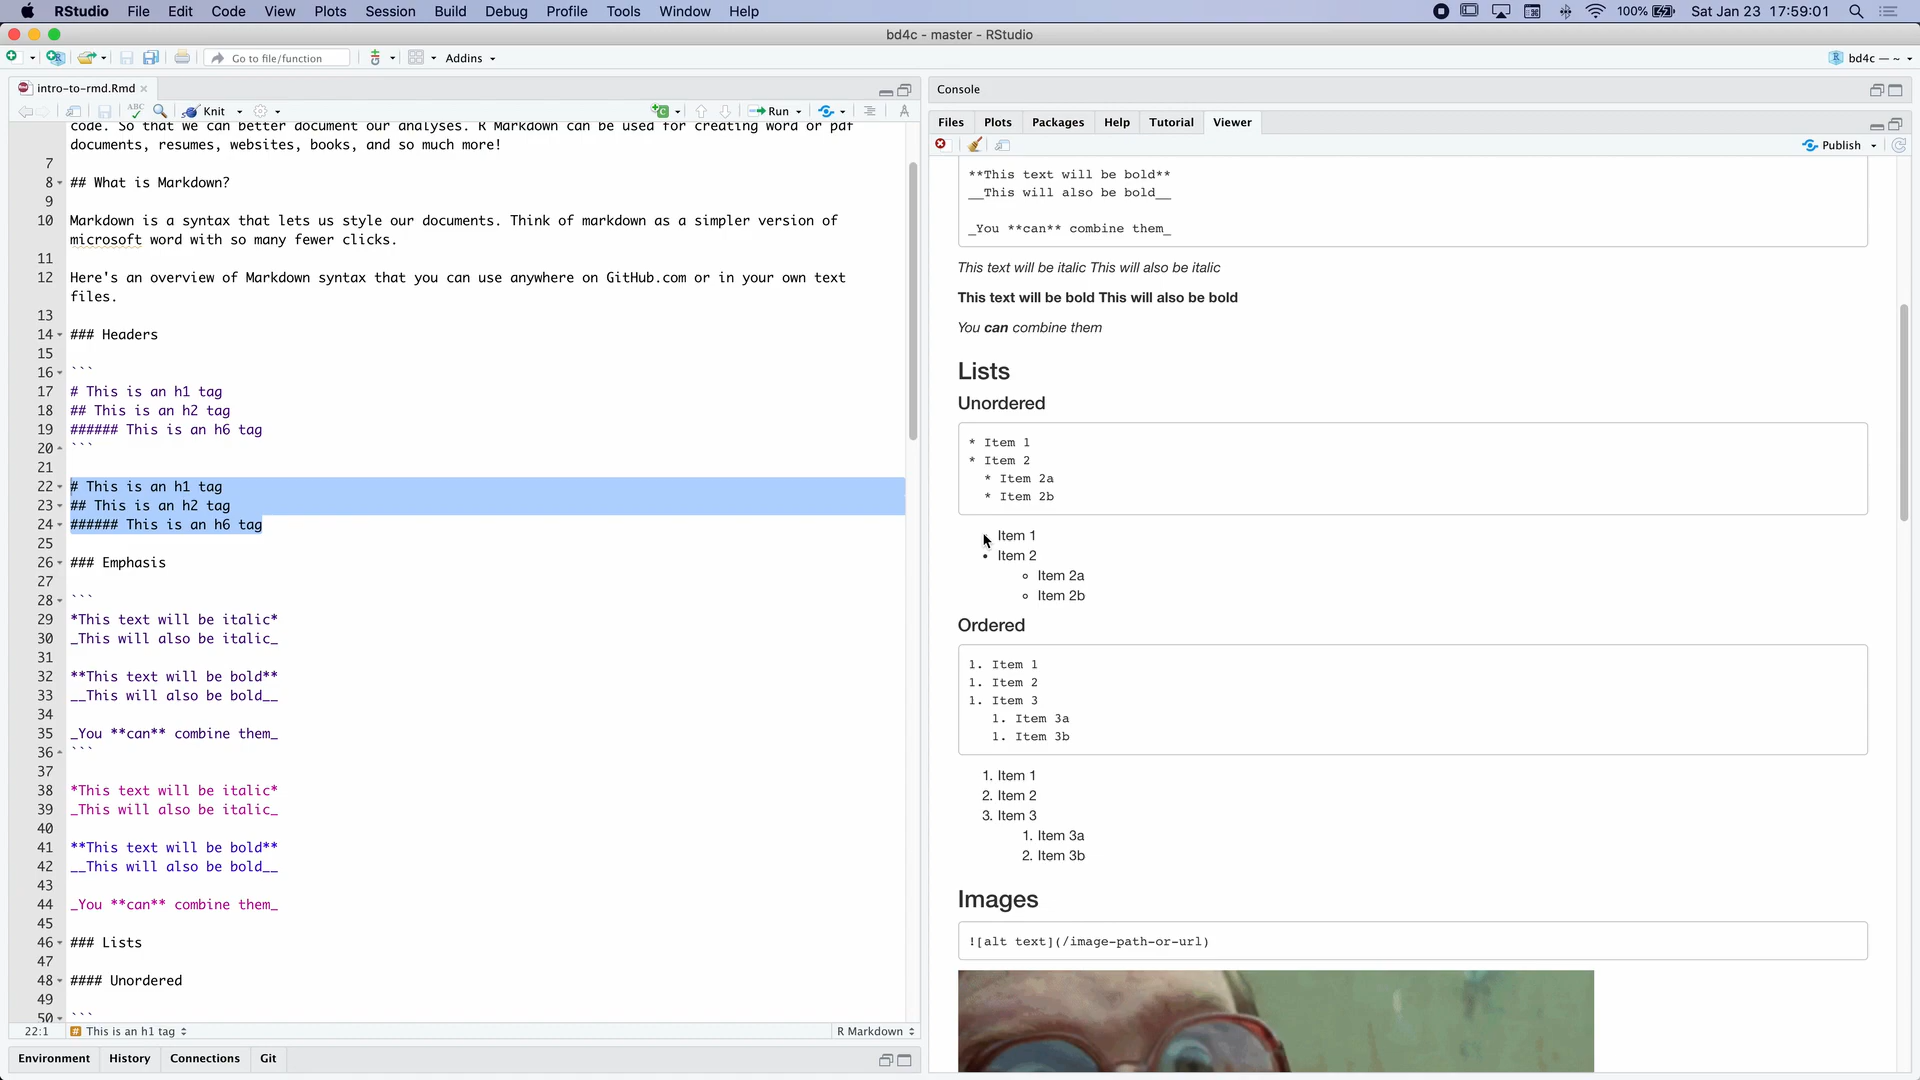 RStudio File Edit Code View Plots Session Build Debug Profile Tools Window Help 100% Sat Jan 23 17:59:01
bd4c - master - RStudio
Go to file/function Addins bd4c — ~
intro-to-rmd.Rmd
ABC Knit Run
code. So that we can better document our analyses. R Markdown can be used for creating word or pdf
documents, resumes, websites, books, and so much more!
7
8 ## What is Markdown?
9
10 Markdown is a syntax that lets us style our documents. Think of markdown as a simpler version of
microsoft word with so many fewer clicks.
11
12 Here's an overview of Markdown syntax that you can use anywhere on GitHub.com or in your own text
files.
13
14 ### Headers
15
16 ```
17 # This is an h1 tag
18 ## This is an h2 tag
19 ###### This is an h6 tag
20 ```
21
22 # This is an h1 tag
23 ## This is an h2 tag
24 ###### This is an h6 tag
25
26 ### Emphasis
27
28 ```
29 *This text will be italic*
30 _This will also be italic_
31
32 **This text will be bold**
33 __This will also be bold__
34
35 _You **can** combine them_
36 ```
37
38 *This text will be italic*
39 _This will also be italic_
40
41 **This text will be bold**
42 __This will also be bold__
43
44 _You **can** combine them_
45
46 ### Lists
47
48 #### Unordered
49
50 ```
22:1 # This is an h1 tag R Markdown
Environment History Connections Git
Console
Files Plots Packages Help Tutorial Viewer
Publish
**This text will be bold**
__This will also be bold__
_You **can** combine them_
This text will be italic This will also be italic
This text will be bold This will also be bold
You can combine them
Lists
Unordered
* Item 1
* Item 2
* Item 2a
* Item 2b
Item 1
• Item 2
◦ Item 2a
◦ Item 2b
Ordered
1. Item 1
1. Item 2
1. Item 3
1. Item 3a
1. Item 3b
1. Item 1
2. Item 2
3. Item 3
1. Item 3a
2. Item 3b
Images
![alt text](/image-path-or-url)